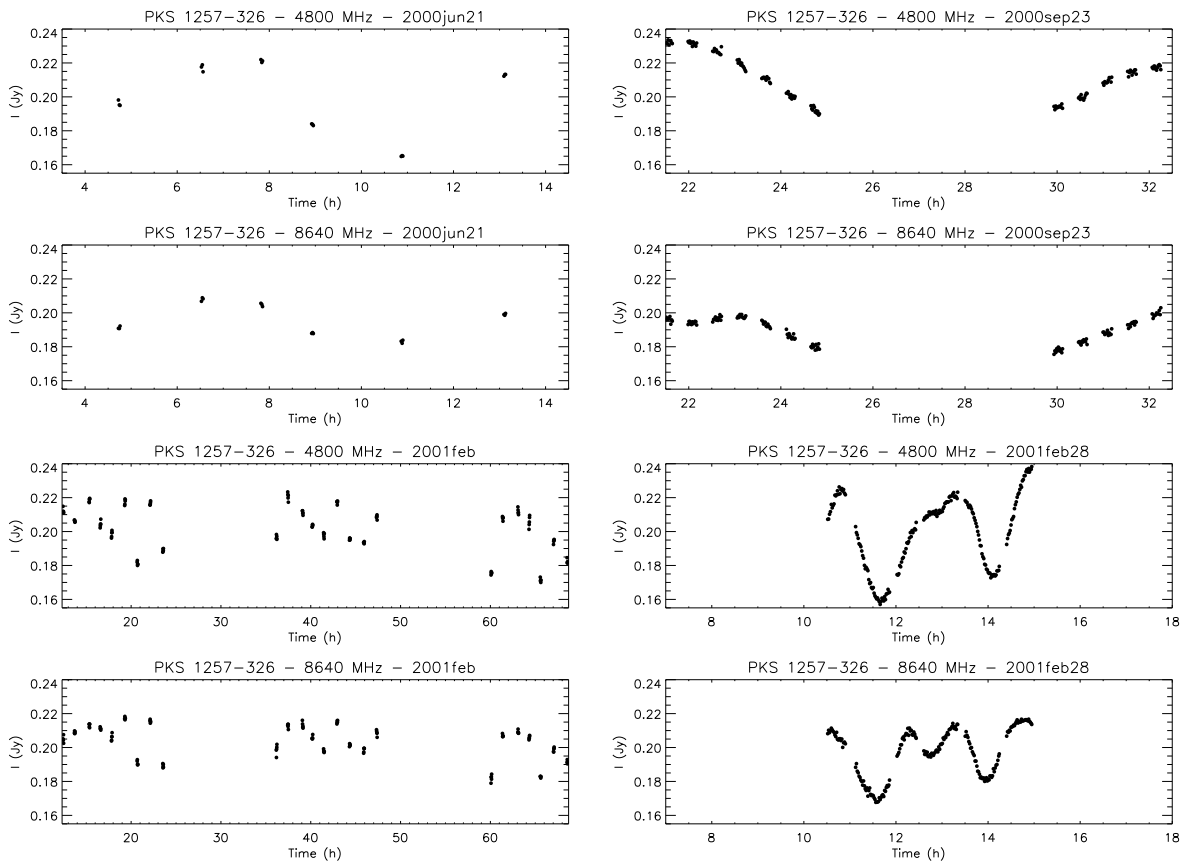 PKS 1257−326 − 4800 MHz − 2000jun21
0.24
0.22
0.20
0.18
0.16
I (Jy)
4 6 8 10 12 14
Time (h)
PKS 1257−326 − 4800 MHz − 2000sep23
0.24
0.22
0.20
0.18
0.16
I (Jy)
22 24 26 28 30 32
Time (h)
PKS 1257−326 − 8640 MHz − 2000jun21
0.24
0.22
0.20
0.18
0.16
I (Jy)
4 6 8 10 12 14
Time (h)
PKS 1257−326 − 8640 MHz − 2000sep23
0.24
0.22
0.20
0.18
0.16
I (Jy)
22 24 26 28 30 32
Time (h)
PKS 1257−326 − 4800 MHz − 2001feb
0.24
0.22
0.20
0.18
0.16
I (Jy)
20 30 40 50 60
Time (h)
PKS 1257−326 − 4800 MHz − 2001feb28
0.24
0.22
0.20
0.18
0.16
I (Jy)
8 10 12 14 16 18
Time (h)
PKS 1257−326 − 8640 MHz − 2001feb
0.24
0.22
0.20
0.18
0.16
I (Jy)
20 30 40 50 60
Time (h)
PKS 1257−326 − 8640 MHz − 2001feb28
0.24
0.22
0.20
0.18
0.16
I (Jy)
8 10 12 14 16 18
Time (h)